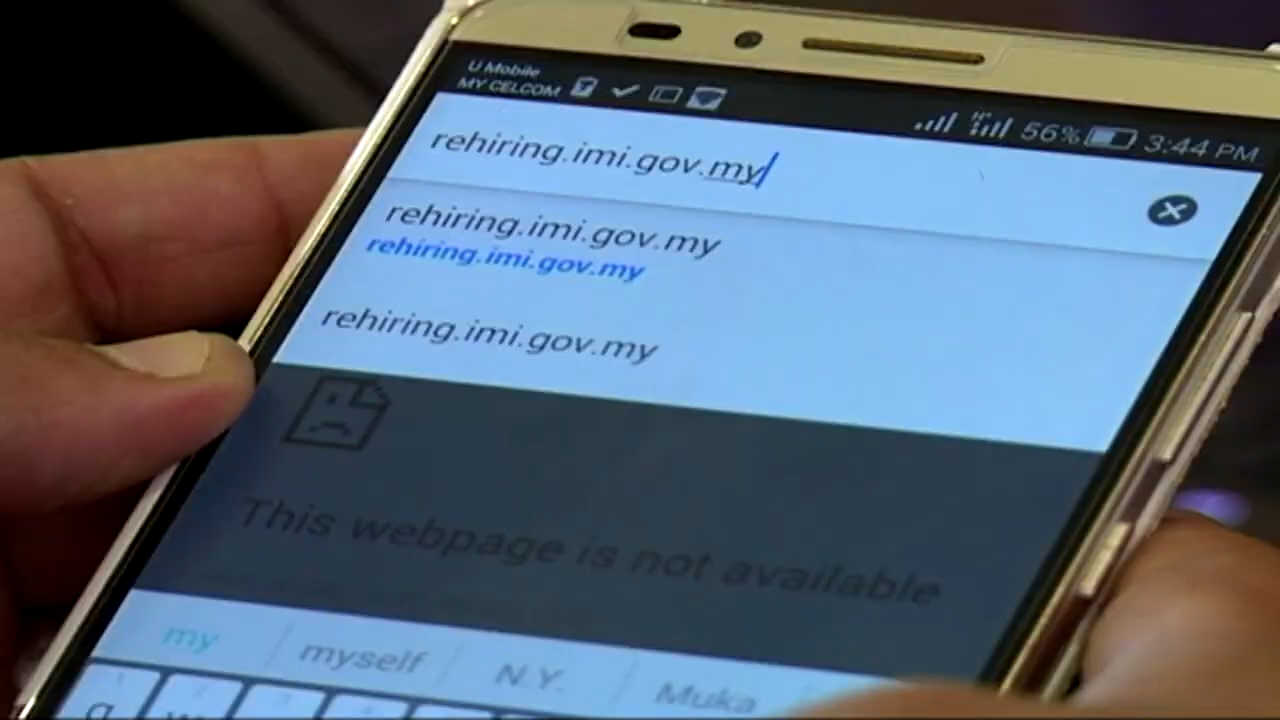 U Mobile
MY CELCOM
56% 3:44 PM
rehiring.imi.gov.my
rehiring.imi.gov.my
rehiring.imi.gov.my
rehiring.imi.gov.my
This webpage is not available
my myself N.Y. Muka
q w